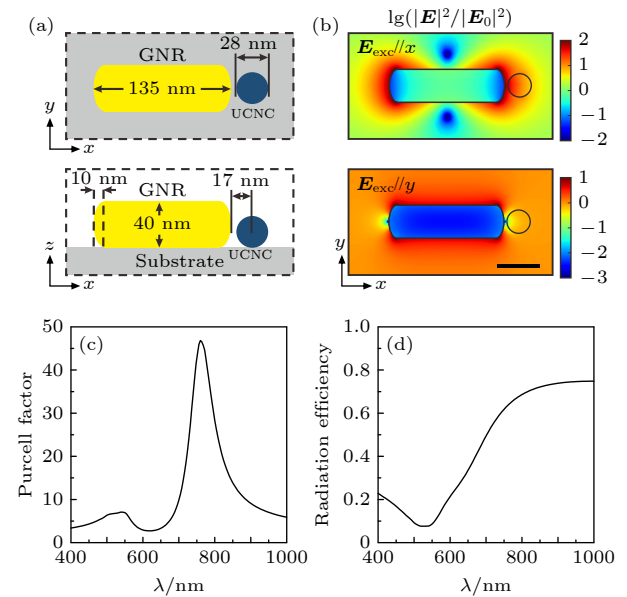 (a)
28 nm
GNR
135 nm
UCNC
y
x
10 nm
GNR
17 nm
40 nm
UCNC
Substrate
z
x
(b)
lg(|E|²/|E₀|²)
E_exc//x
2
1
0
−1
−2
E_exc//y
1
0
−1
−2
−3
y
x
(c)
Purcell factor
50
40
30
20
10
0
400 600 800 1000
λ/nm
(d)
Radiation efficiency
1.0
0.8
0.6
0.4
0.2
0
400 600 800 1000
λ/nm